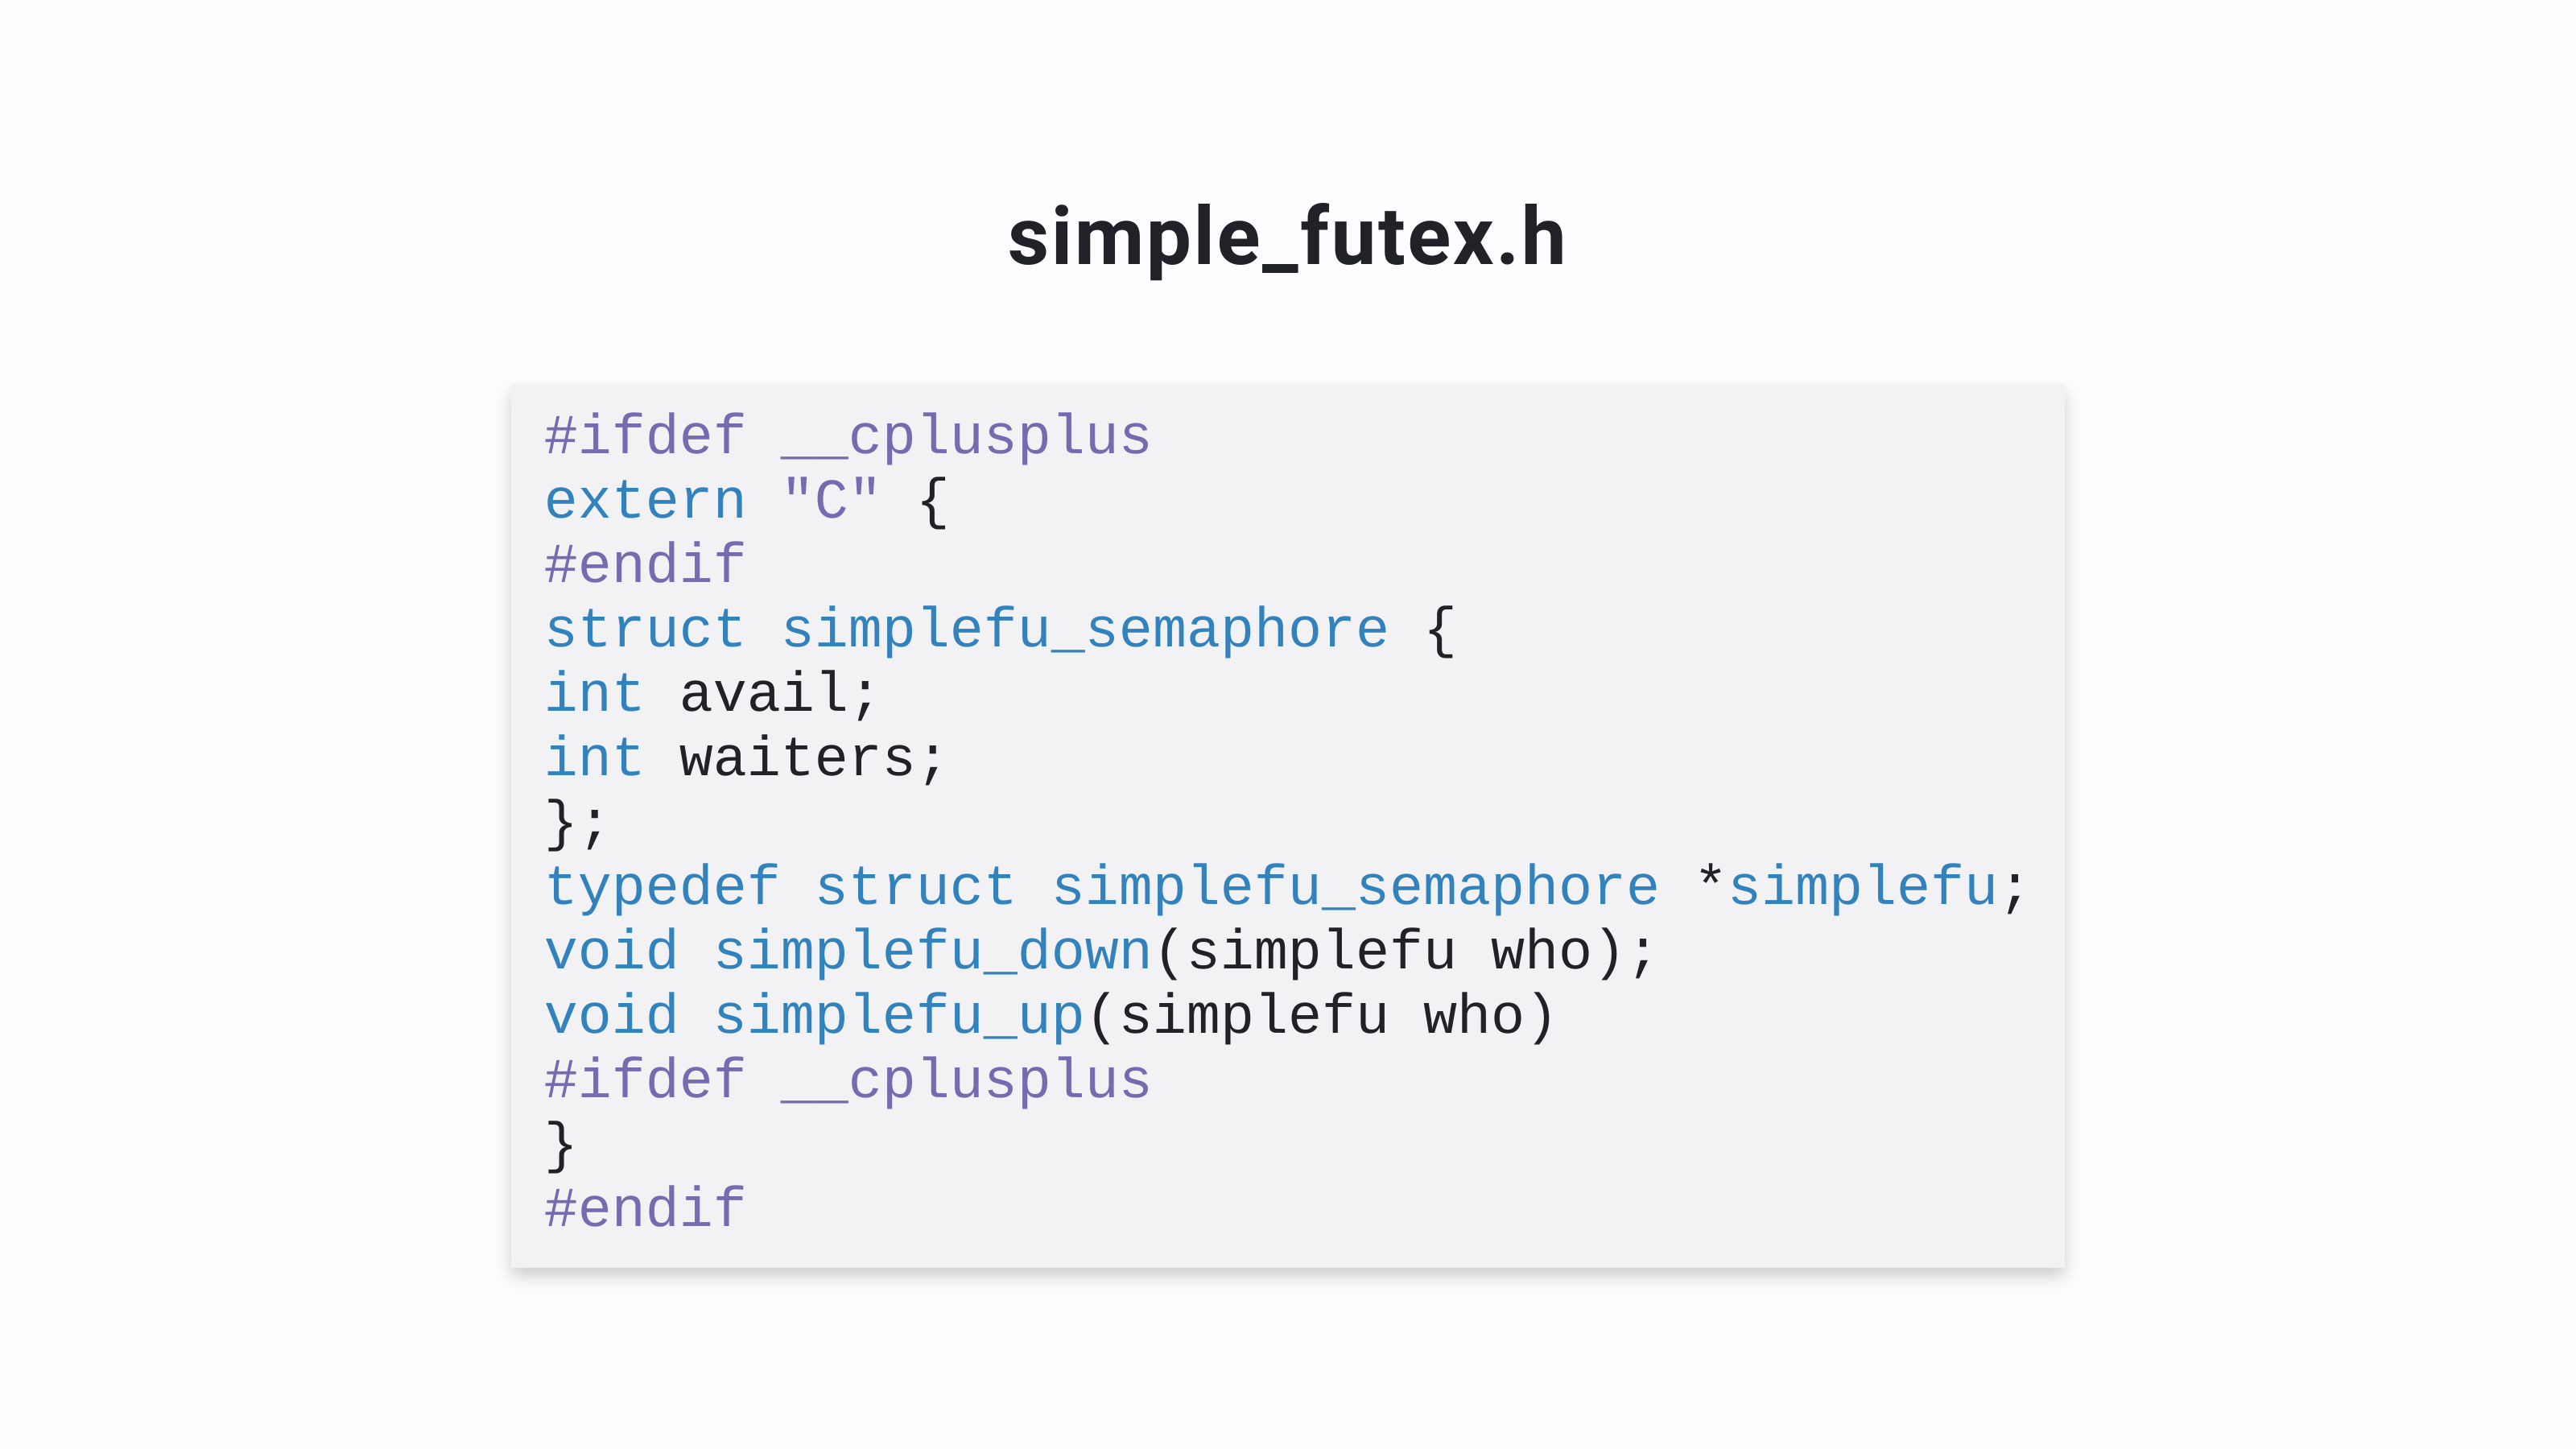 simple_futex.h
#ifdef __cplusplus
extern "C" {
#endif
struct simplefu_semaphore {
int avail;
int waiters;
};
typedef struct simplefu_semaphore *simplefu;
void simplefu_down(simplefu who);
void simplefu_up(simplefu who)
#ifdef __cplusplus
}
#endif